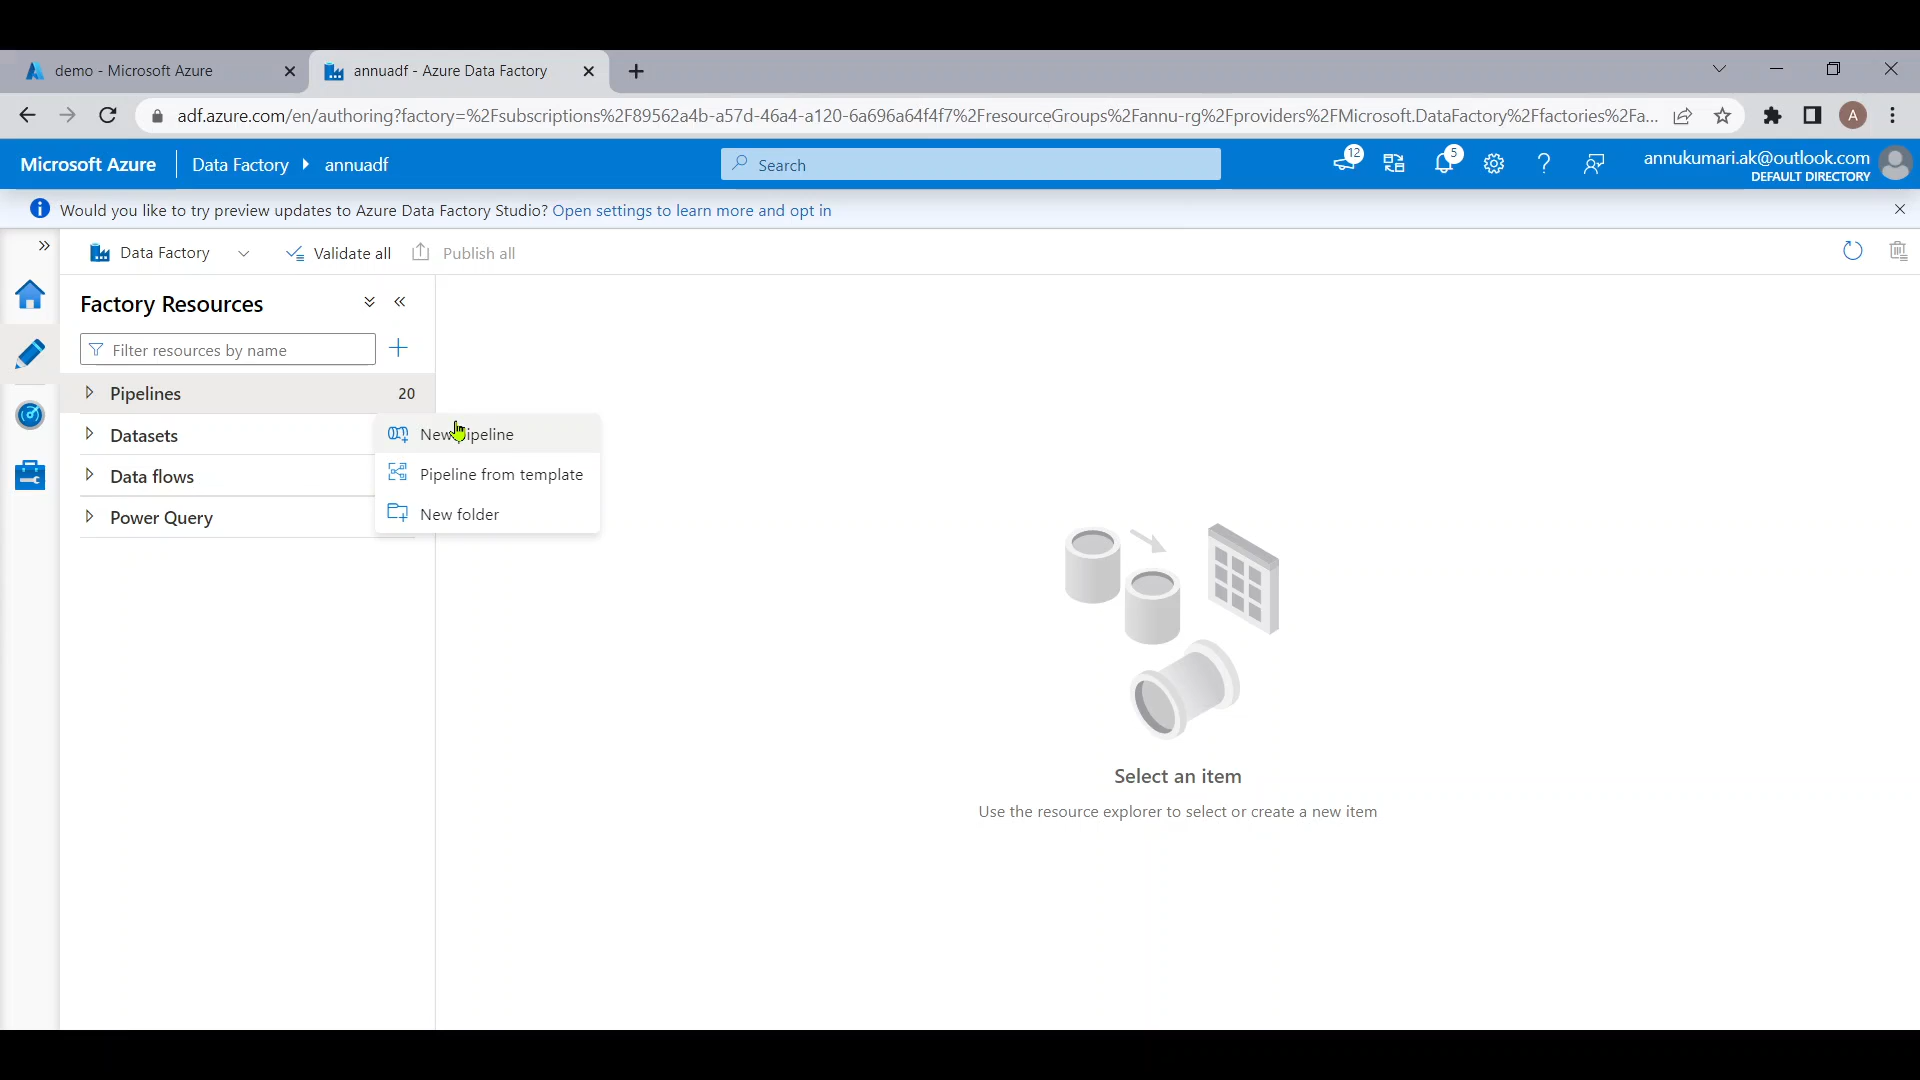 demo - Microsoft Azure
annuadf - Azure Data Factory
adf.azure.com/en/authoring?factory=%2Fsubscriptions%2F89562a4b-a57d-46a4-a120-6a696a64f4f7%2FresourceGroups%2Fannu-rg%2Fproviders%2FMicrosoft.DataFactory%2Ffactories%2Fa...
A
Microsoft Azure
Data Factory
annuadf
Search
12
5
annukumari.ak@outlook.com
DEFAULT DIRECTORY
Would you like to try preview updates to Azure Data Factory Studio? Open settings to learn more and opt in
Data Factory
Validate all
Publish all
Factory Resources
Filter resources by name
Pipelines
20
Datasets
Data flows
Power Query
New pipeline
Pipeline from template
New folder
Select an item
Use the resource explorer to select or create a new item